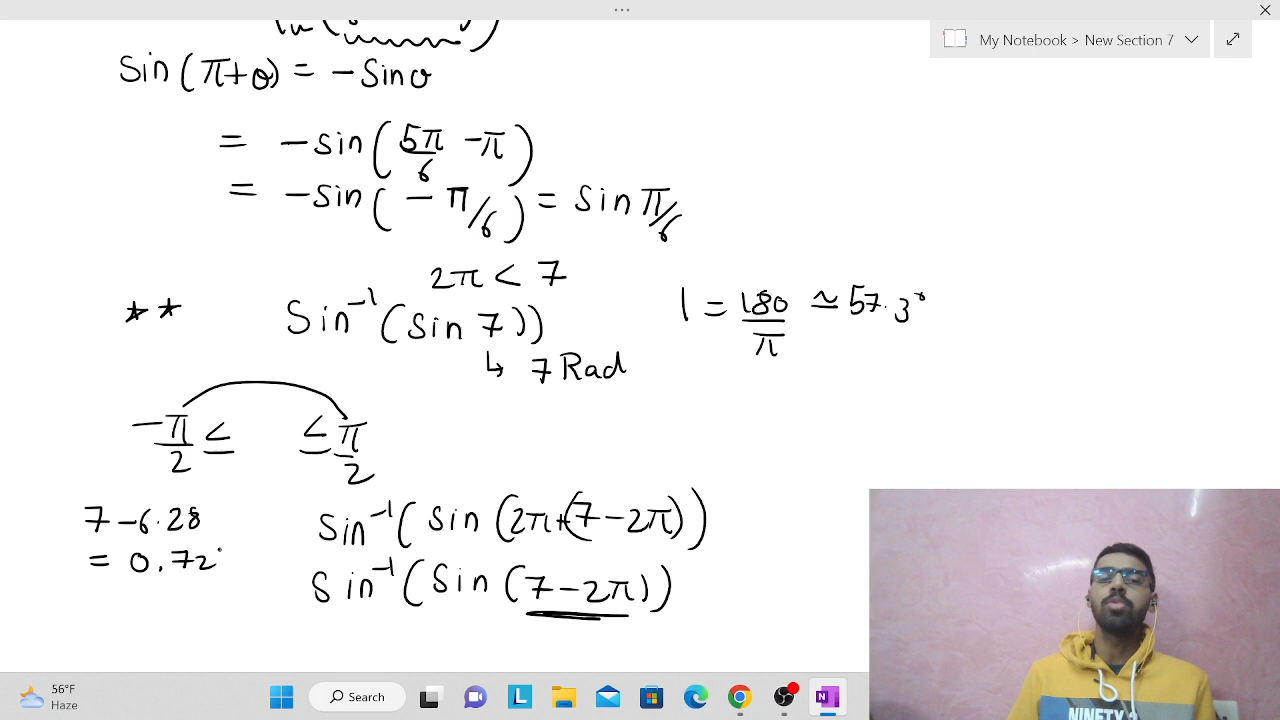 My Notebook > New Section 7
Sin(π+θ) = -Sinθ
= -sin(5π/6 -π)
= -sin(-π/6) = sin π/6
2π < 7
** Sin⁻¹(sin 7)) 1 = 180/π ≃ 57.3°
↳ 7 Rad
-π/2 ≤ ≤ π/2
7-6.28
= 0.72
sin⁻¹(sin(2π+(7-2π))
sin⁻¹(sin(7-2π))
56°F
Haze
Search
NINETY